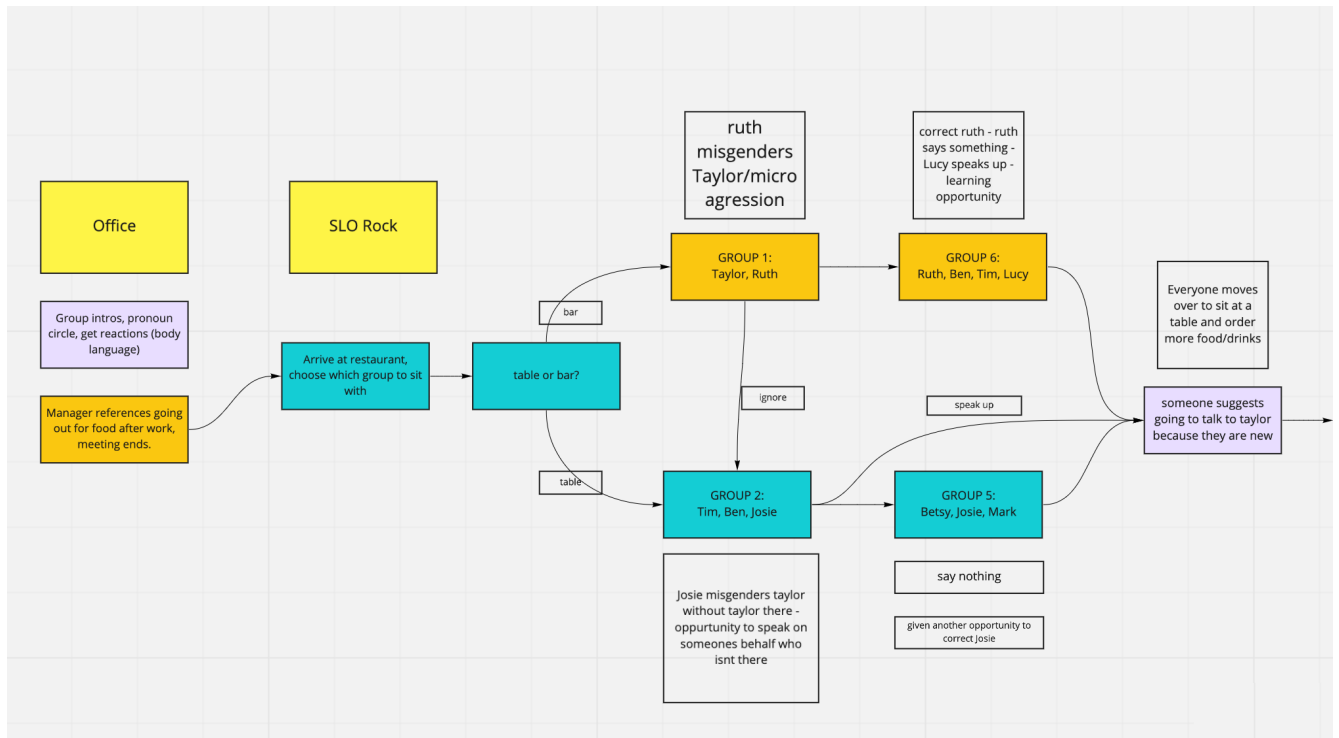 Office
SLO Rock
Group intros, pronoun
circle, get reactions (body
language)
Manager references going
out for food after work,
meeting ends.
Arrive at restaurant,
choose which group to sit
with
table or bar?
bar
table
ruth
misgenders
Taylor/micro
agression
GROUP 1:
Taylor, Ruth
ignore
GROUP 2:
Tim, Ben, Josie
Josie misgenders taylor
without taylor there -
oppurtunity to speak on
someones behalf who
isnt there
correct ruth - ruth
says something -
Lucy speaks up -
learning
opportunity
GROUP 6:
Ruth, Ben, Tim, Lucy
speak up
GROUP 5:
Betsy, Josie, Mark
say nothing
given another opportunity to
correct Josie
Everyone moves
over to sit at a
table and order
more food/drinks
someone suggests
going to talk to taylor
because they are new